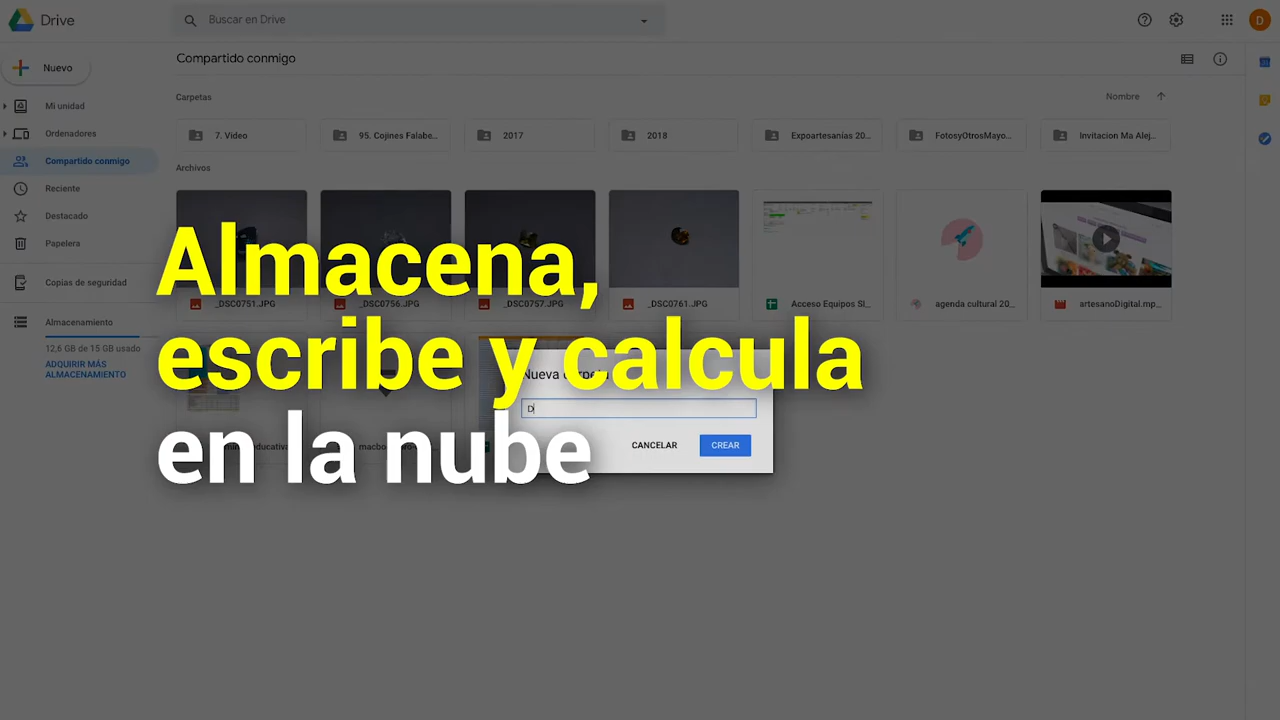 Drive
Buscar en Drive
D
Nuevo
Compartido conmigo
Mi unidad
Carpetas
Nombre
Ordenadores
7. Video
95. Cojines Falabe...
2017
2018
Expoartesanías 20...
FotosyOtrosMayo...
Invitacion Ma Alej...
Compartido conmigo
Archivos
Reciente
Destacado
Papelera
Copias de seguridad
Almacena,
escribe y calcula
en la nube
_DSC0751.JPG
_DSC0756.JPG
_DSC0757.JPG
_DSC0761.JPG
Acceso Equipos SI_
agenda cultural 20...
artesanoDigital.mp...
Almacenamiento
12,6 GB de 15 GB usado
ADQUIRIR MÁS
ALMACENAMIENTO
Nueva carpeta
D
CANCELAR
CREAR